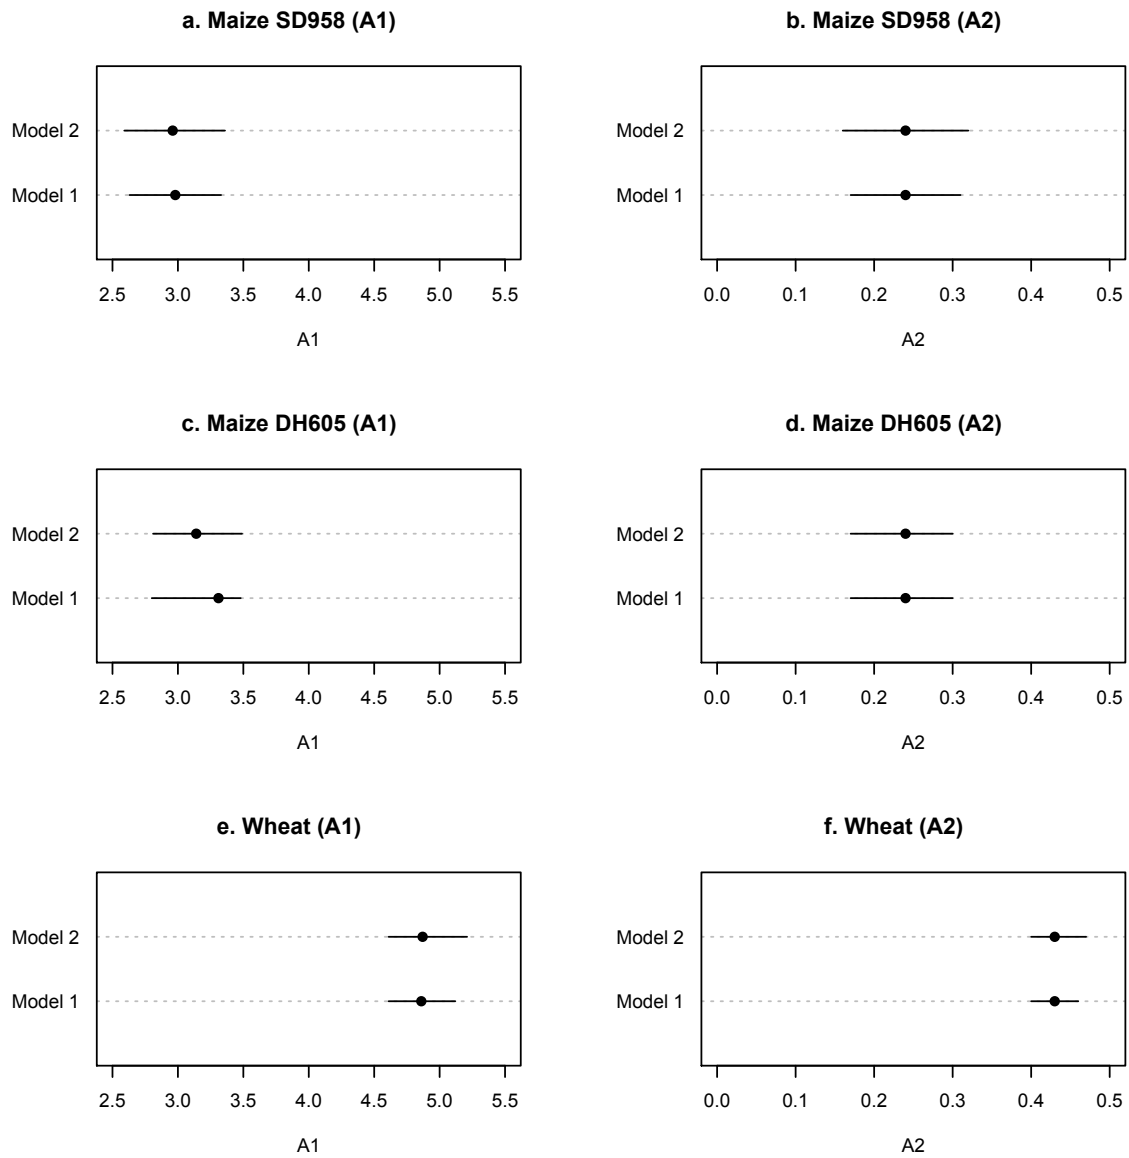 a. Maize SD958 (A1)
Model 2
Model 1
2.5 3.0 3.5 4.0 4.5 5.0 5.5
A1
b. Maize SD958 (A2)
Model 2
Model 1
0.0 0.1 0.2 0.3 0.4 0.5
A2
c. Maize DH605 (A1)
Model 2
Model 1
2.5 3.0 3.5 4.0 4.5 5.0 5.5
A1
d. Maize DH605 (A2)
Model 2
Model 1
0.0 0.1 0.2 0.3 0.4 0.5
A2
e. Wheat (A1)
Model 2
Model 1
2.5 3.0 3.5 4.0 4.5 5.0 5.5
A1
f. Wheat (A2)
Model 2
Model 1
0.0 0.1 0.2 0.3 0.4 0.5
A2